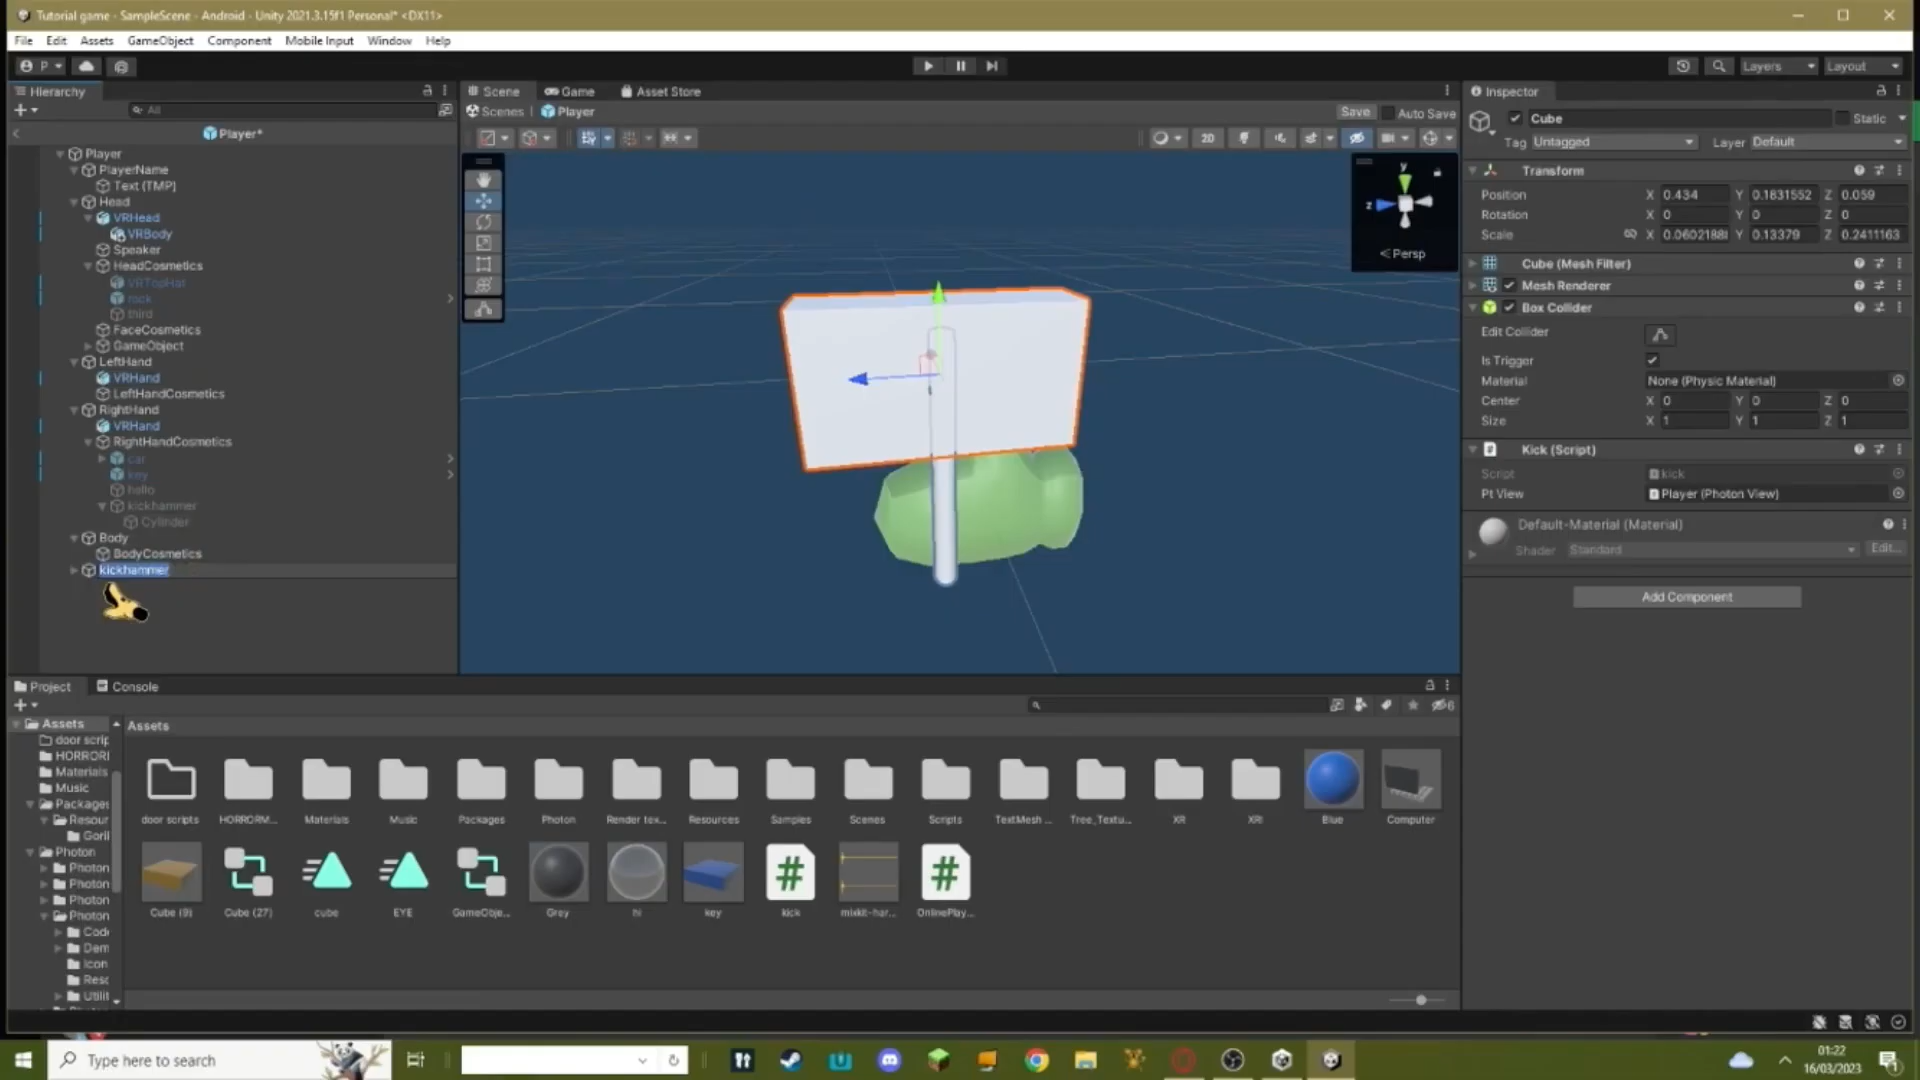 Tutorial game - SampleScene - Android - Unity 2021.3.15f1 Personal* <DX11>
File Edit Assets GameObject Component Mobile Input Window Help
P Layers Layout
Hierarchy
All
Player*
Player
PlayerName
Text (TMP)
Head
VRHead
VRBody
Speaker
HeadCosmetics
VRTopHat
rock
third
FaceCosmetics
GameObject
LeftHand
VRHand
LeftHandCosmetics
RightHand
VRHand
RightHandCosmetics
car
key
hello
kickhammer
Cylinder
Body
BodyCosmetics
kickhammer
Scene Game Asset Store
Scenes Player Save Auto Save
2D
y
z
Persp
Inspector
Cube Static
Tag Untagged Layer Default
Transform
Position X 0.434 Y 0.1831552 Z 0.059
Rotation X 0 Y 0 Z 0
Scale X 0.0602188 Y 0.13379 Z 0.2411163
Cube (Mesh Filter)
Mesh Renderer
Box Collider
Edit Collider
Is Trigger
Material None (Physic Material)
Center X 0 Y 0 Z 0
Size X 1 Y 1 Z 1
Kick (Script)
Script kick
Pt View Player (Photon View)
Default-Material (Material)
Shader Standard Edit...
Add Component
Project Console
6
Assets
door scrip
HORROR
Materials
Music
Packages
Resour
Goril
Photon
Photon
Photon
Photon
Photon
Code
Dem
Icon
Reso
Utilit
Assets
door scripts HORRORM... Materials Music Packages Photon Render tex... Resources Samples Scenes Scripts TextMesh ... Tree_Textu... XR XRI Blue Computer
Cube (9) Cube (27) cube EYE GameObje... Grey hi key kick mixkit-har... OnlinePlay...
Type here to search
01:22
16/03/2023